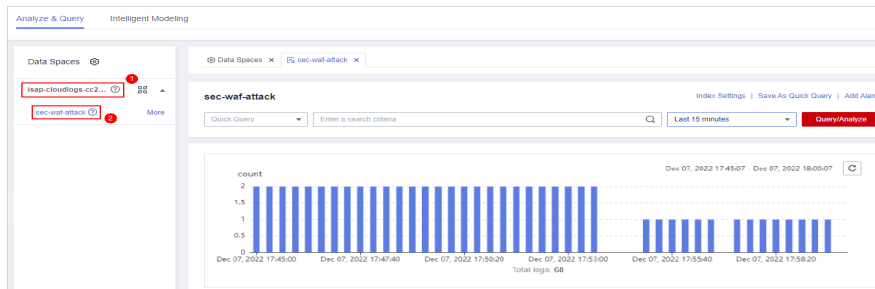 Analyze & Query Intelligent Modeling
Data Spaces
Data Spaces × sec-waf-attack ×
1
isap-cloudlogs-cc2...
sec-waf-attack 2 More
sec-waf-attack Index Settings | Save As Quick Query | Add Alarm
Quick Query Enter a search criteria Last 15 minutes Query/Analyze
Dec 07, 2022 17:45:07 - Dec 07, 2022 18:00:07
count
2
1.5
1
0.5
0
Dec 07, 2022 17:45:00 Dec 07, 2022 17:47:40 Dec 07, 2022 17:50:20 Dec 07, 2022 17:53:00 Dec 07, 2022 17:55:40 Dec 07, 2022 17:58:20
Total logs: 68